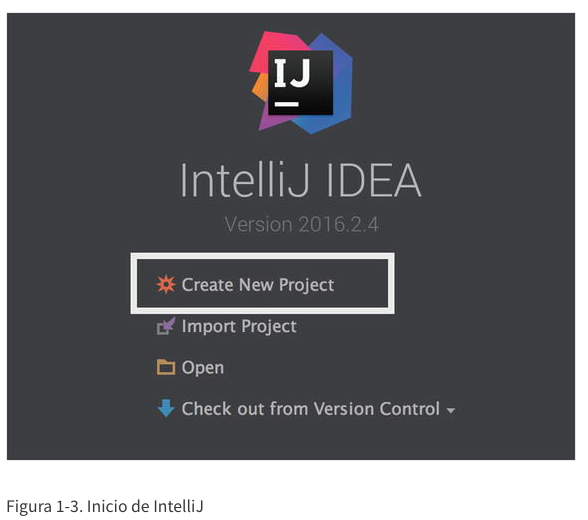 IJ
IntelliJ IDEA
Version 2016.2.4
Create New Project
Import Project
Open
Check out from Version Control
Figura 1-3. Inicio de IntelliJ